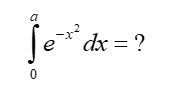 ∫₀ᵃ e^{-x²} dx = ?